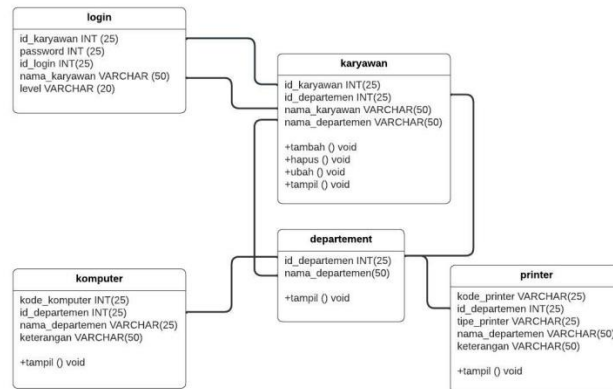 login
id_karyawan INT (25)
password INT (25)
id_login INT(25)
nama_karyawan VARCHAR (50)
level VARCHAR (20)
karyawan
id_karyawan INT(25)
id_departemen INT(25)
nama_karyawan VARCHAR(50)
nama_departemen VARCHAR(50)
+tambah () void
+hapus () void
+ubah () void
+tampil () void
departement
id_departemen INT(25)
nama_departemen(50)
+tampil () void
komputer
kode_komputer INT(25)
id_departemen INT(25)
nama_departemen VARCHAR(25)
keterangan VARCHAR(50)
+tampil () void
printer
kode_printer VARCHAR(25)
id_departemen INT(25)
tipe_printer VARCHAR(25)
nama_departemen VARCHAR(50)
keterangan VARCHAR(50)
+tampil () void